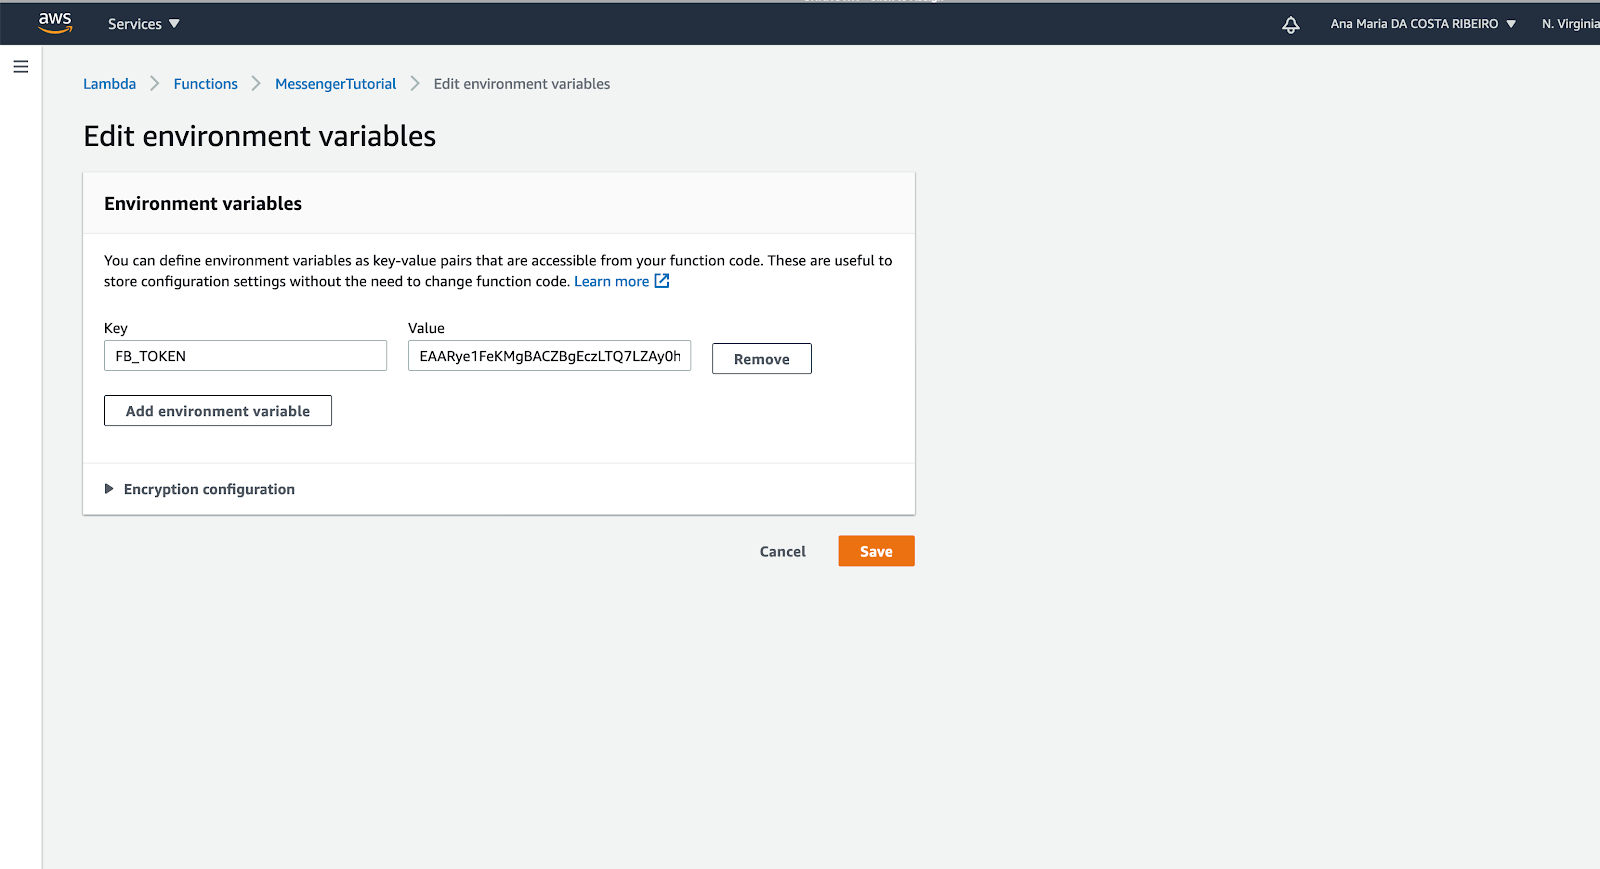 aws
Services
Ana Maria DA COSTA RIBEIRO
N. Virginia
Lambda
Functions
MessengerTutorial
Edit environment variables
Edit environment variables
Environment variables
You can define environment variables as key-value pairs that are accessible from your function code. These are useful to
store configuration settings without the need to change function code. Learn more
Key
Value
FB_TOKEN
EAARye1FeKMgBACZBgEczLTQ7LZAy0h
Remove
Add environment variable
Encryption configuration
Cancel
Save